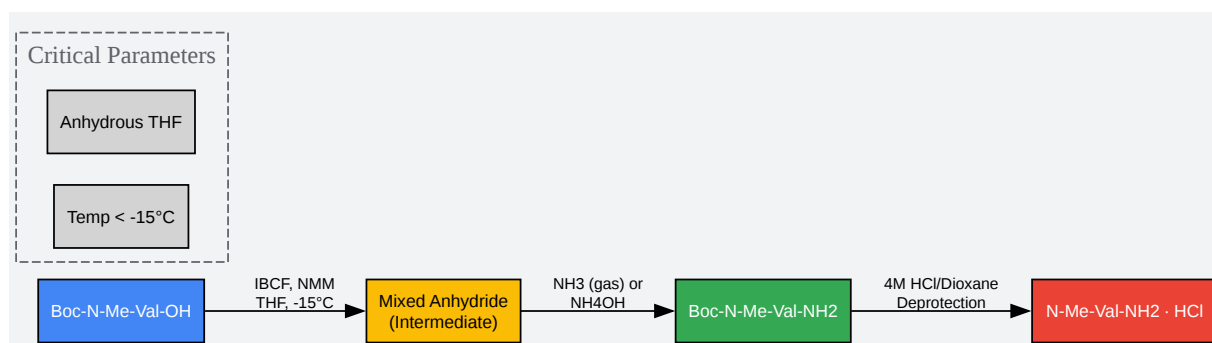 Critical Parameters
Anhydrous THF
Temp < -15°C
Boc-N-Me-Val-OH
IBCF, NMM
THF, -15°C
Mixed Anhydride
(Intermediate)
NH3 (gas) or
NH4OH
Boc-N-Me-Val-NH2
4M HCl/Dioxane
Deprotection
N-Me-Val-NH2 · HCl